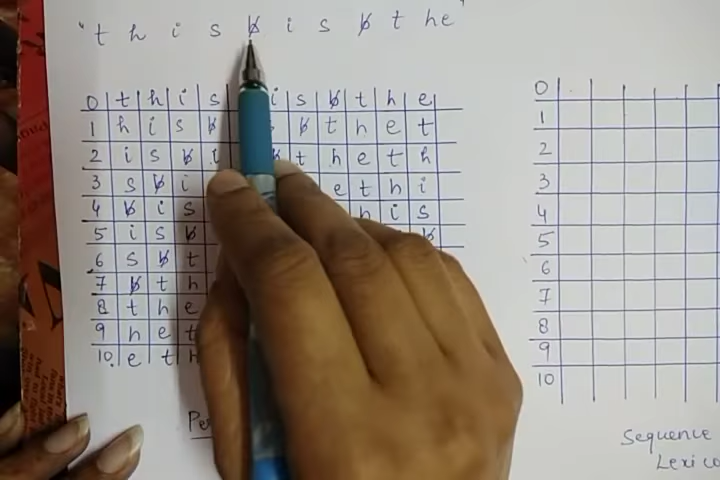 "t h i s ␢ i s ␢ t he"
0 t h i s i s ␢ t h e
1 h i s ␢ s ␢ t h e t
2 i s ␢ i ␢ t h e t h
3 s ␢ i e t h i
4 ␢ i s h i s
5 i s ␢ ␢
6 s ␢ t
7 ␢ t h
8 t h e
9 h e t
10. e t h
0
1
2
3
4
5
6
7
8
9
10
Sequence